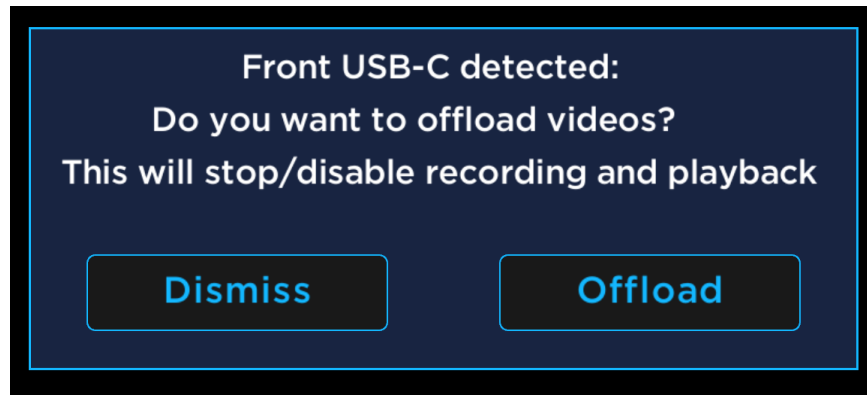 Front USB-C detected:
Do you want to offload videos?
This will stop/disable recording and playback
Dismiss
Offload